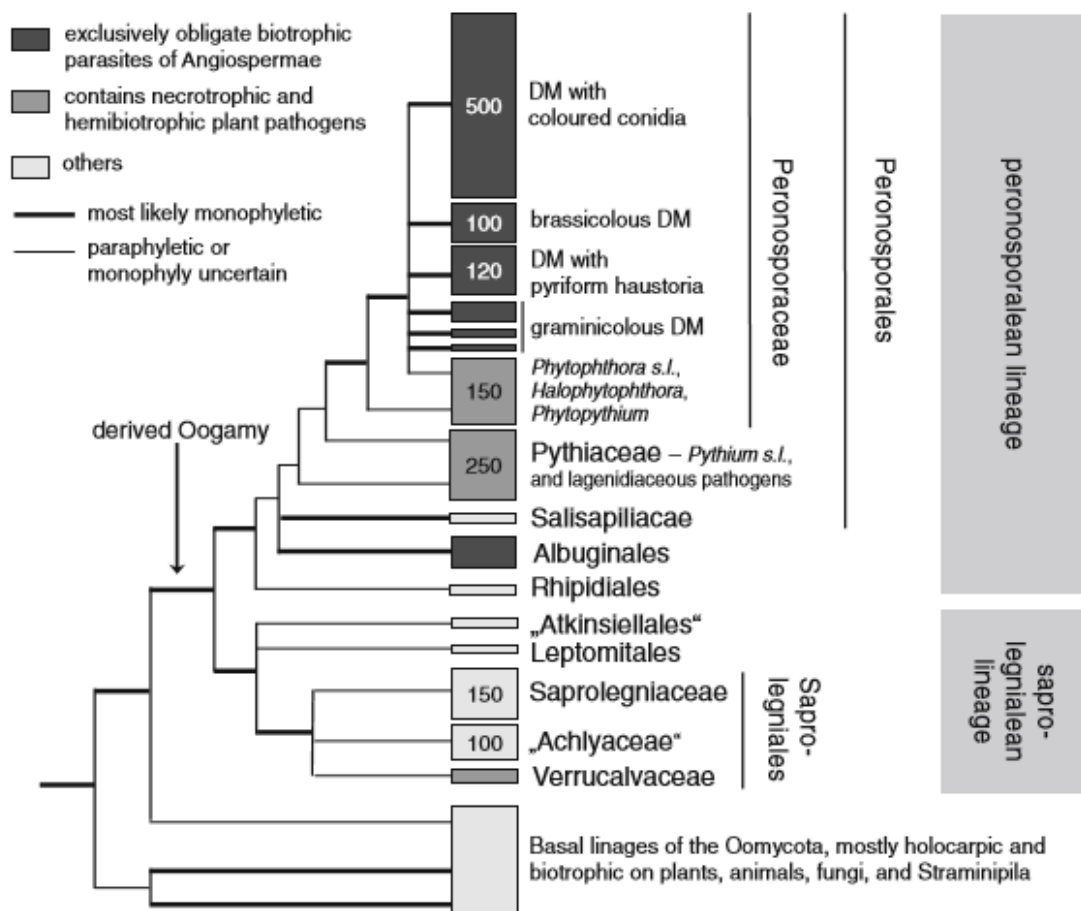 exclusively obligate biotrophic
parasites of Angiospermae
contains necrotrophic and
hemibiotrophic plant pathogens
others
most likely monophyletic
paraphyletic or
monophyly uncertain
derived Oogamy
500
DM with
coloured conidia
100
brassicolous DM
120
DM with
pyriform haustoria
graminicolous DM
150
Phytophthora s.l.,
Halophytophthora,
Phytopythium
250
Pythiaceae – Pythium s.l.,
and lagenidiaceous pathogens
Salisapiliacae
Albuginales
Rhipidiales
„Atkinsiellales“
Leptomitales
150
Saprolegniaceae
100
„Achlyaceae“
Verrucalvaceae
Basal linages of the Oomycota, mostly holocarpic and
biotrophic on plants, animals, fungi, and Straminipila
Peronosporaceae
Peronosporales
Sapro-
legniales
peronosporalean lineage
sapro-
legnialean
lineage